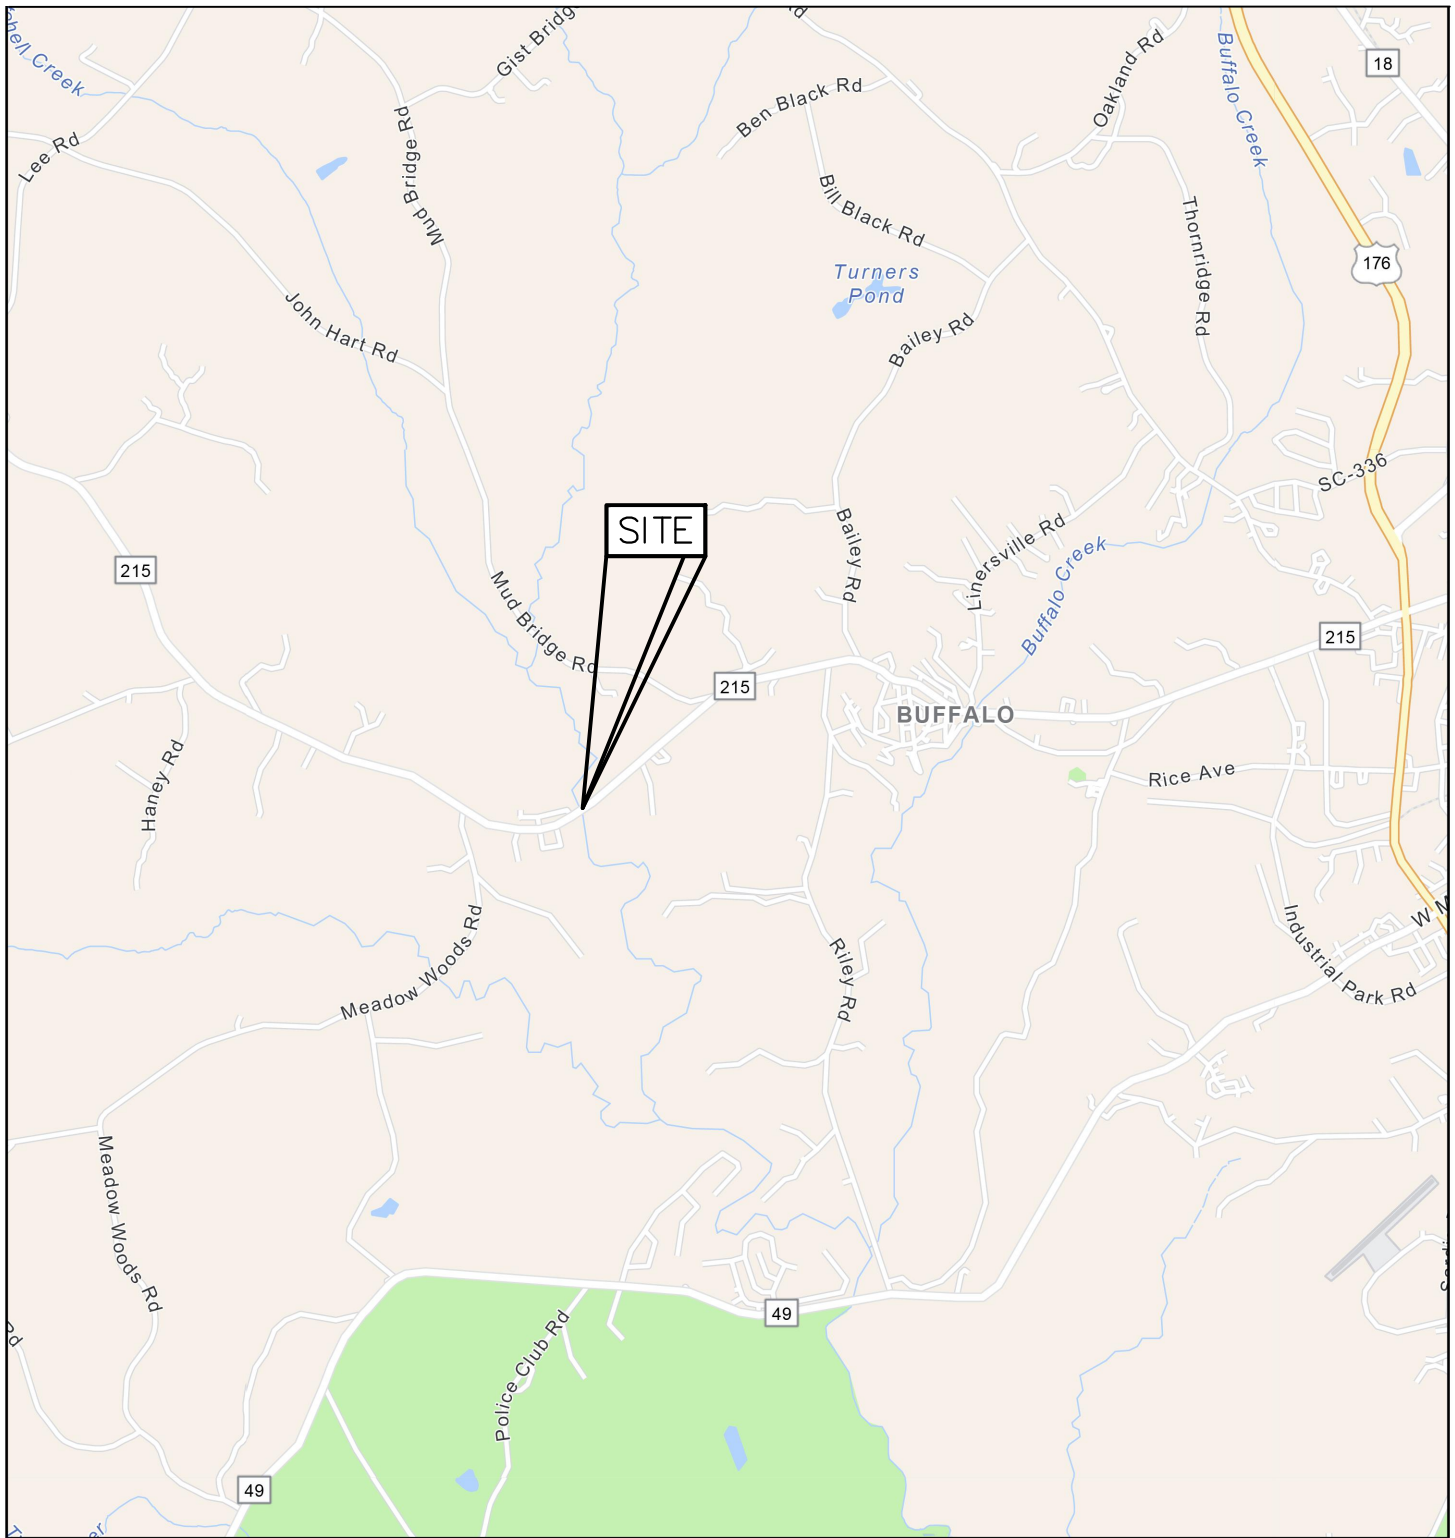 Gist Bridge
18
Oakland Rd
Buffalo Creek
Ben Black Rd
Lee Rd
Mud Bridge Rd
Bill Black Rd
Thornridge Rd
176
Turners
Pond
John Hart Rd
Bailey Rd
SC-336
SITE
Bailey Rd
Linersville Rd
Buffalo Creek
215
Mud Bridge Rd
215
215
BUFFALO
Haney Rd
Rice Ave
Meadow Woods Rd
Riley Rd
Industrial Park Rd
Meadow Woods Rd
49
Police Club Rd
49